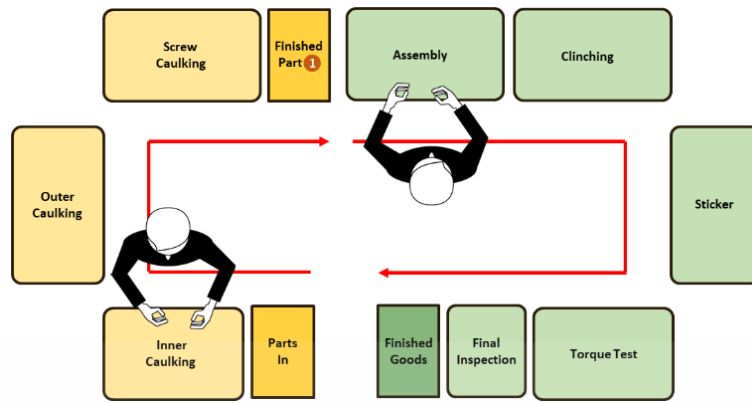 Screw
Caulking
Finished
Part 1
Assembly
Clinching
Outer
Caulking
Sticker
Inner
Caulking
Parts
In
Finished
Goods
Final
Inspection
Torque Test